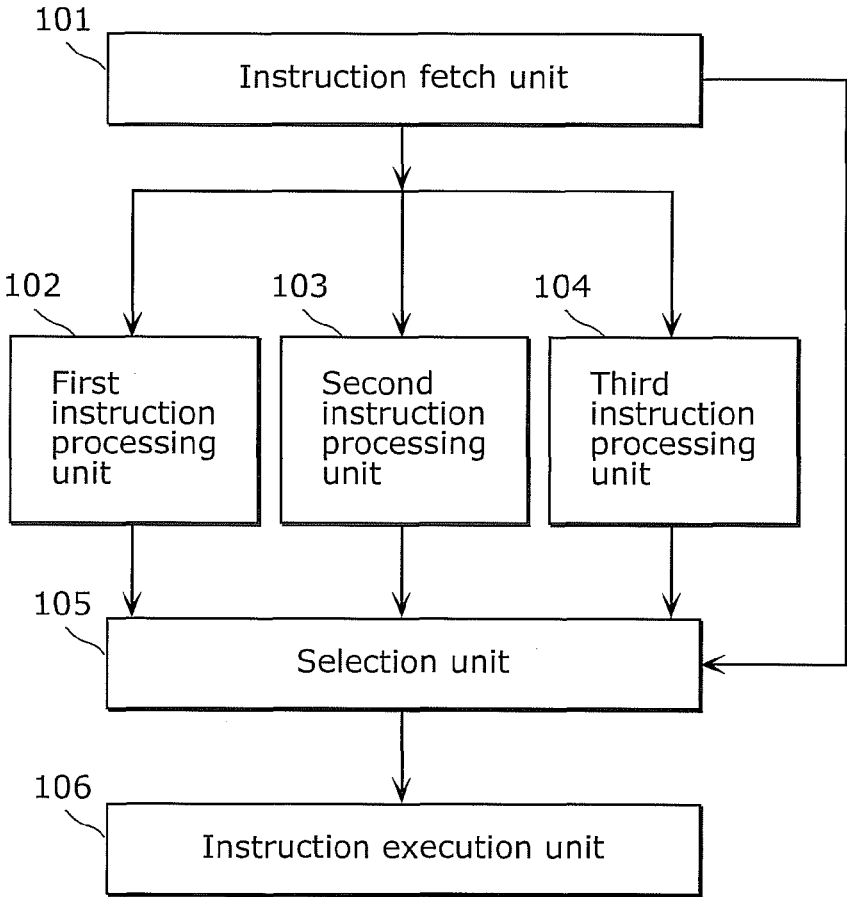 101
Instruction fetch unit
102
103
104
First
instruction
processing
unit
Second
instruction
processing
unit
Third
instruction
processing
unit
105
Selection unit
106
Instruction execution unit